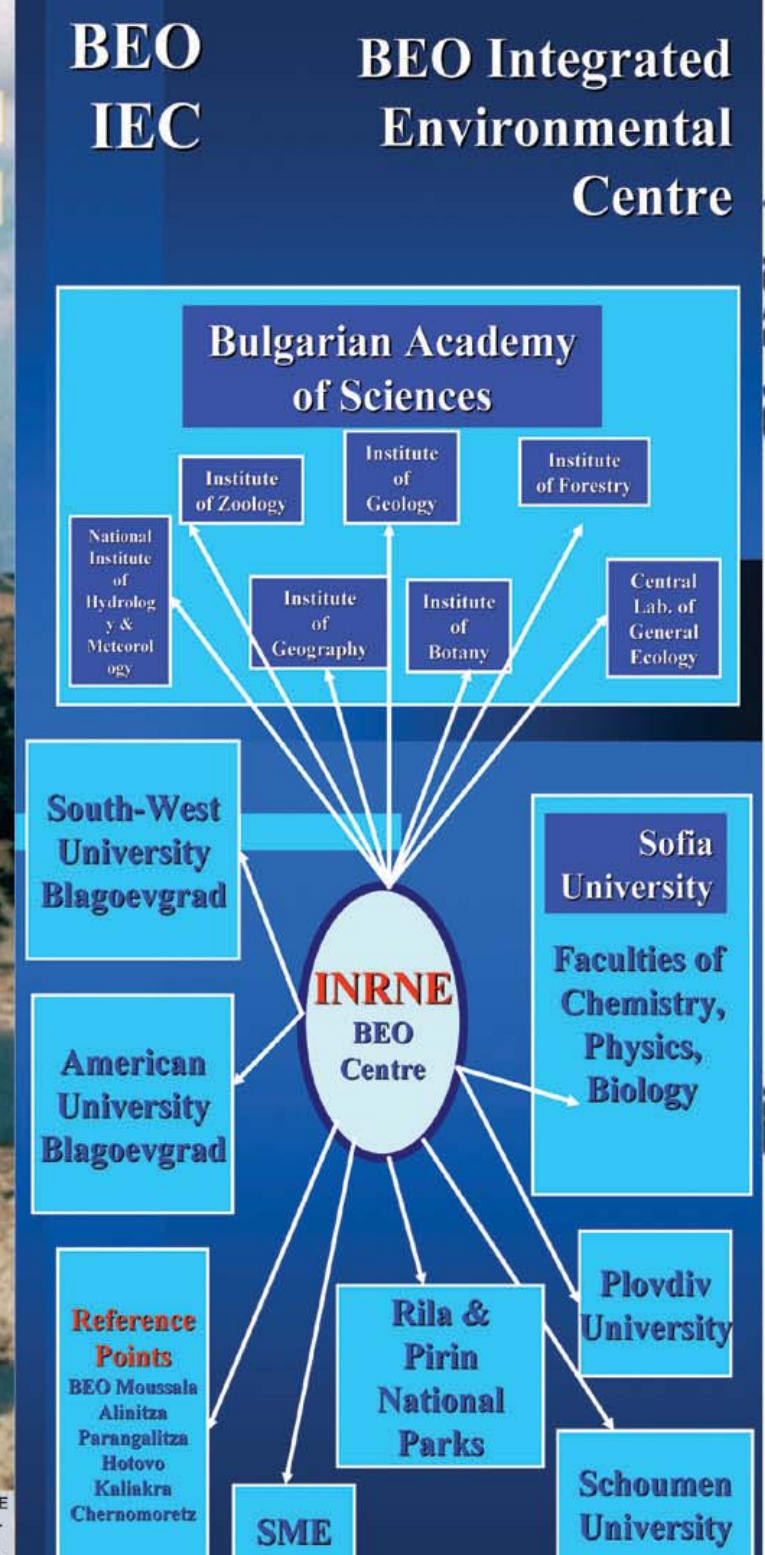 BEO
IEC
BEO Integrated
Environmental
Centre
Bulgarian Academy
of Sciences
Institute
of Zoology
Institute
of
Geology
Institute
of Forestry
National
Institute
of
Hydrolog
y &
Meteorol
ogy
Institute
of
Geography
Institute
of
Botany
Central
Lab. of
General
Ecology
South-West
University
Blagoevgrad
Sofia
University
Faculties of
Chemistry,
Physics,
Biology
INRNE
BEO
Centre
American
University
Blagoevgrad
Reference
Points
BEO Moussala
Alinitza
Parangalitza
Hotovo
Kaliakra
Chernomoretz
Rila &
Pirin
National
Parks
Plovdiv
University
SME
Schoumen
University